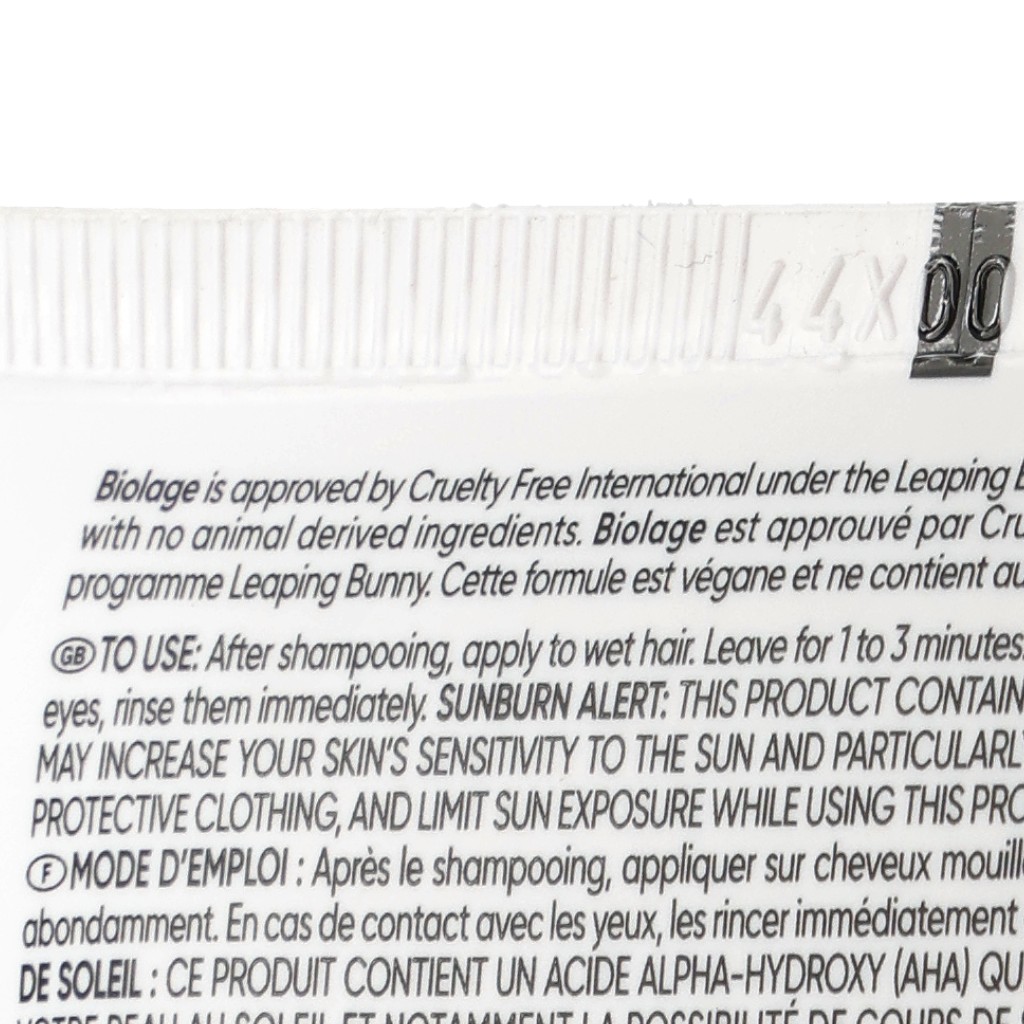 44X00
Biolage is approved by Cruelty Free International under the Leaping
with no animal derived ingredients. Biolage est approuvé par
programme Leaping Bunny. Cette formule est végane et ne contient
GB TO USE: After shampooing, apply to wet hair. Leave for 1 to 3 minutes.
eyes, rinse them immediately. SUNBURN ALERT: THIS PRODUCT CONTAIN
MAY INCREASE YOUR SKIN'S SENSITIVITY TO THE SUN AND PARTICULARL
PROTECTIVE CLOTHING, AND LIMIT SUN EXPOSURE WHILE USING THIS PRO
F MODE D'EMPLOI : Après le shampooing, appliquer sur cheveux mouill
abondamment. En cas de contact avec les yeux, les rincer immédiatement
DE SOLEIL : CE PRODUIT CONTIENT UN ACIDE ALPHA-HYDROXY (AHA) QU